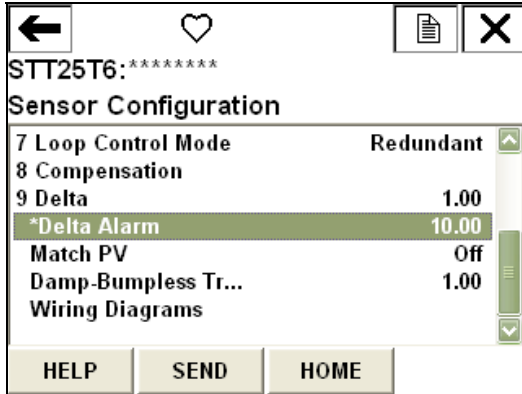 STT25T6:********
Sensor Configuration
7 Loop Control Mode Redundant
8 Compensation
9 Delta 1.00
*Delta Alarm 10.00
Match PV Off
Damp-Bumpless Tr... 1.00
Wiring Diagrams
HELP SEND HOME